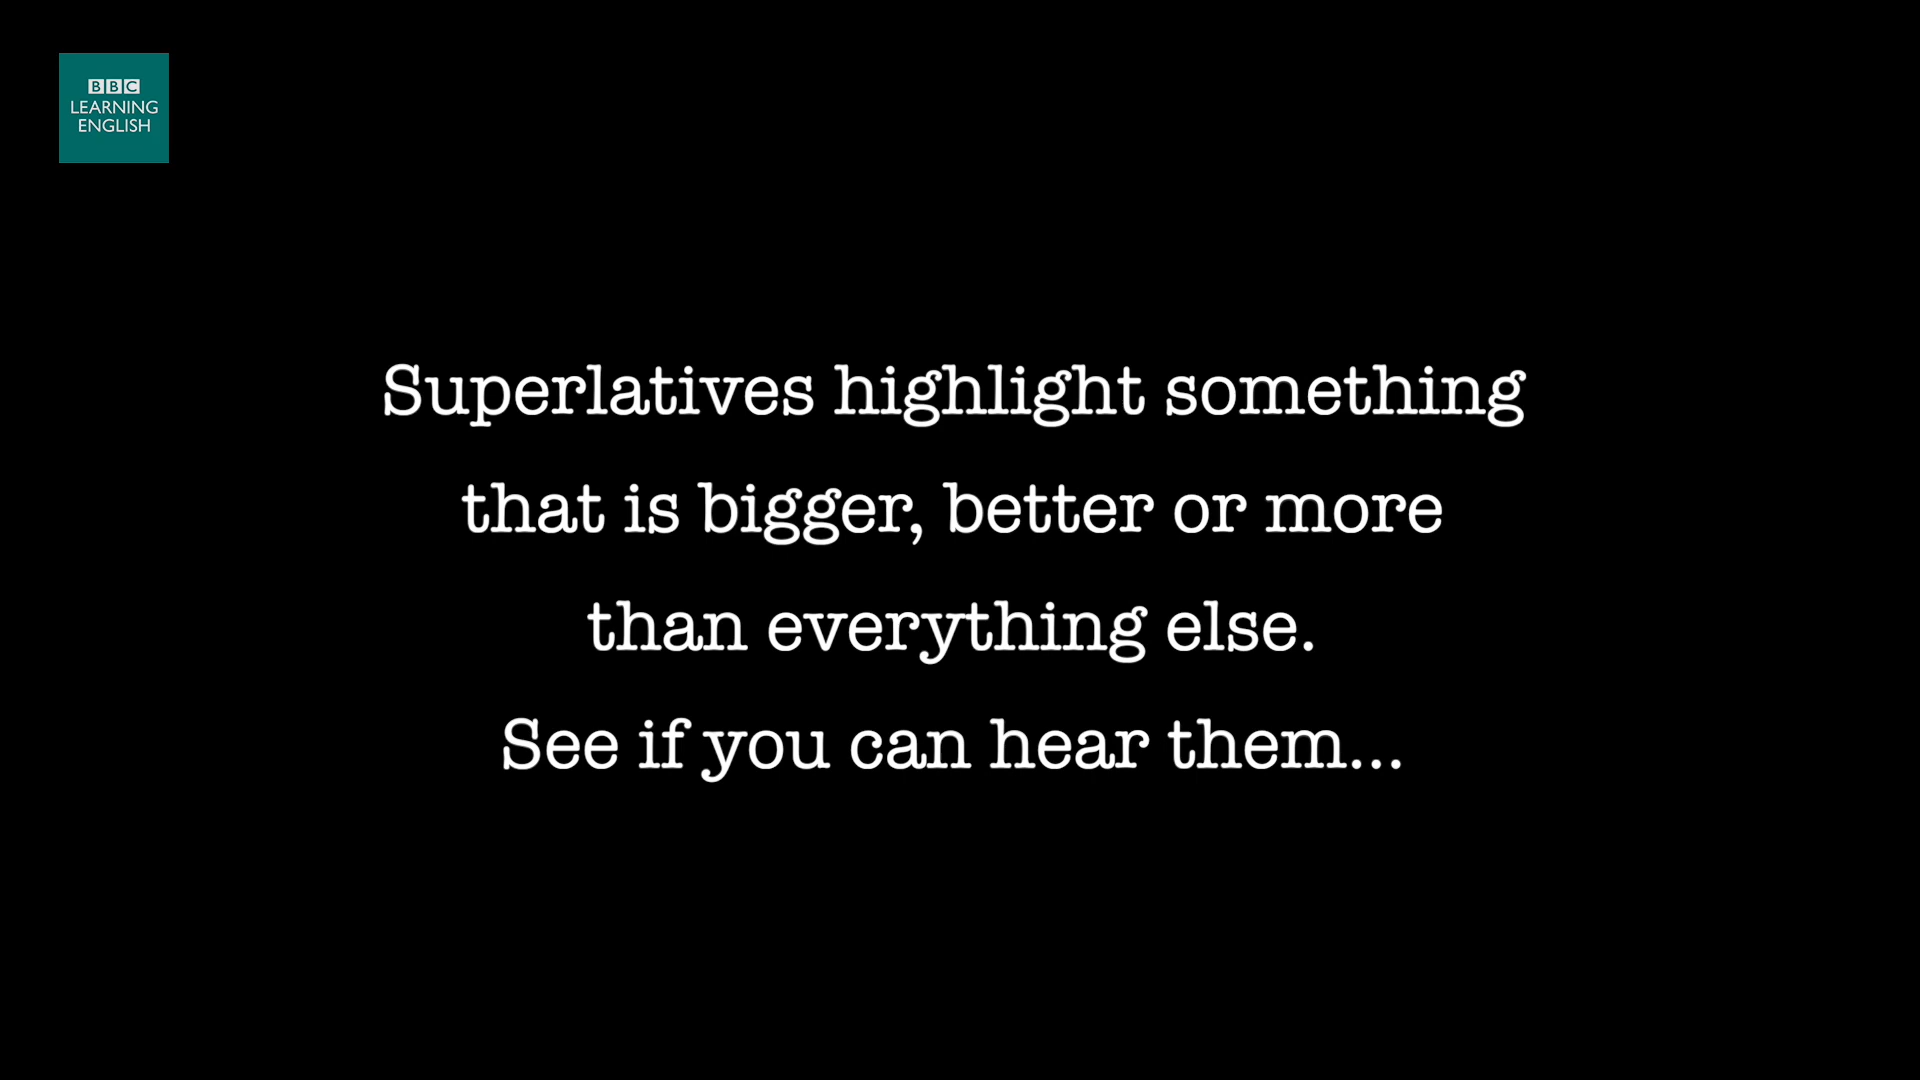 BBC
LEARNING
ENGLISH
Superlatives highlight something
that is bigger, better or more
than everything else.
See if you can hear them...